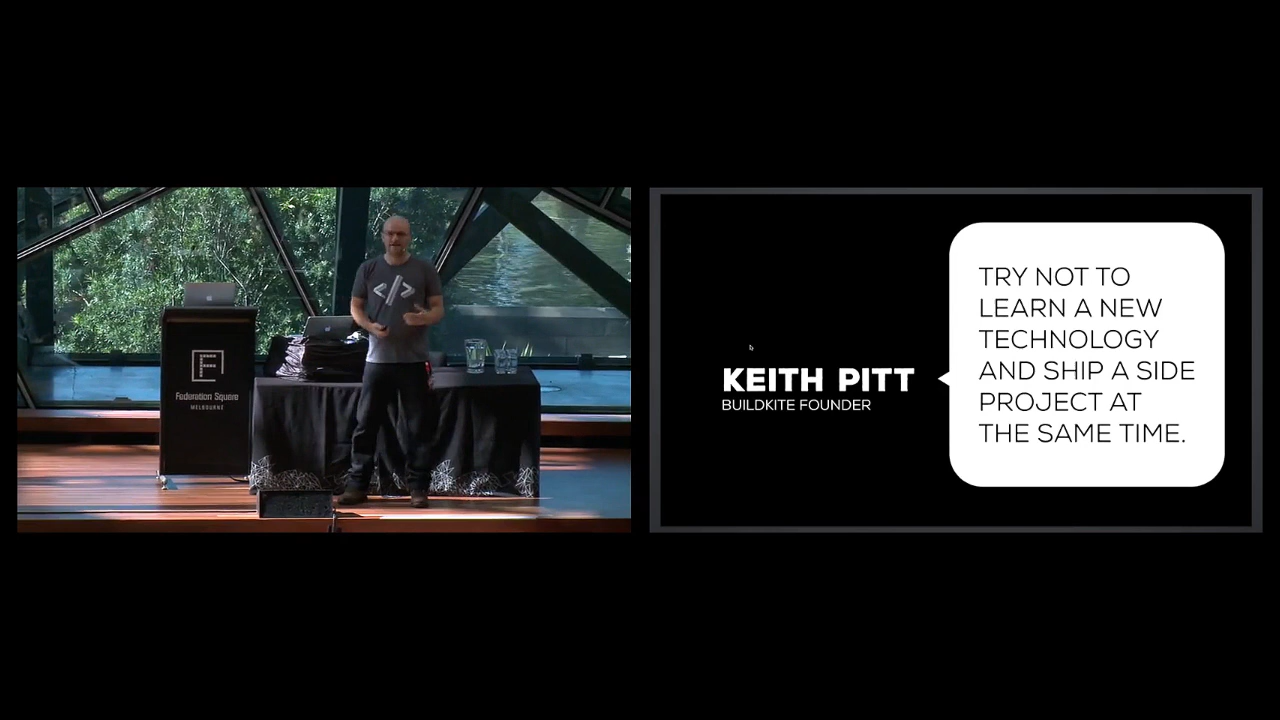 </>
Federation Square
MELBOURNE
KEITH PITT
BUILDKITE FOUNDER
TRY NOT TO
LEARN A NEW
TECHNOLOGY
AND SHIP A SIDE
PROJECT AT
THE SAME TIME.